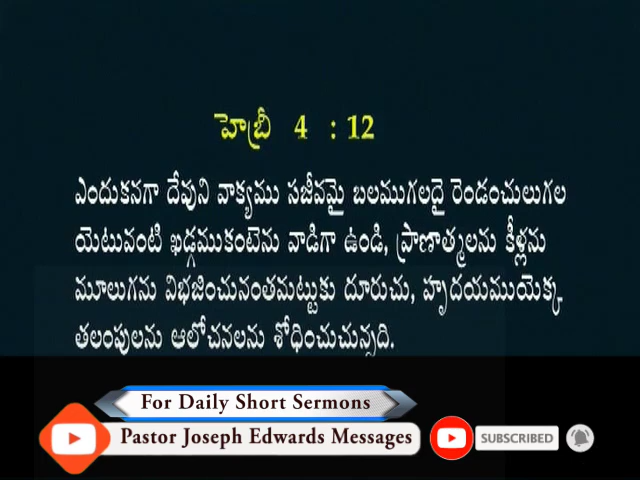 హెబ్రీ 4 : 12
ఎందుకనగా దేవుని వాక్యము సజీవమై బలముగలదై రెండంచులుగల
యెటువంటి ఖడ్గముకంటెను వాడిగా ఉండి, ప్రాణాత్మలను కీళ్లను
మూలుగను విభజించునంతమట్టుకు దూరుచు, హృదయముయొక్క
తలంపులను ఆలోచనలను శోధించుచున్నది.
For Daily Short Sermons
Pastor Joseph Edwards Messages
SUBSCRIBED